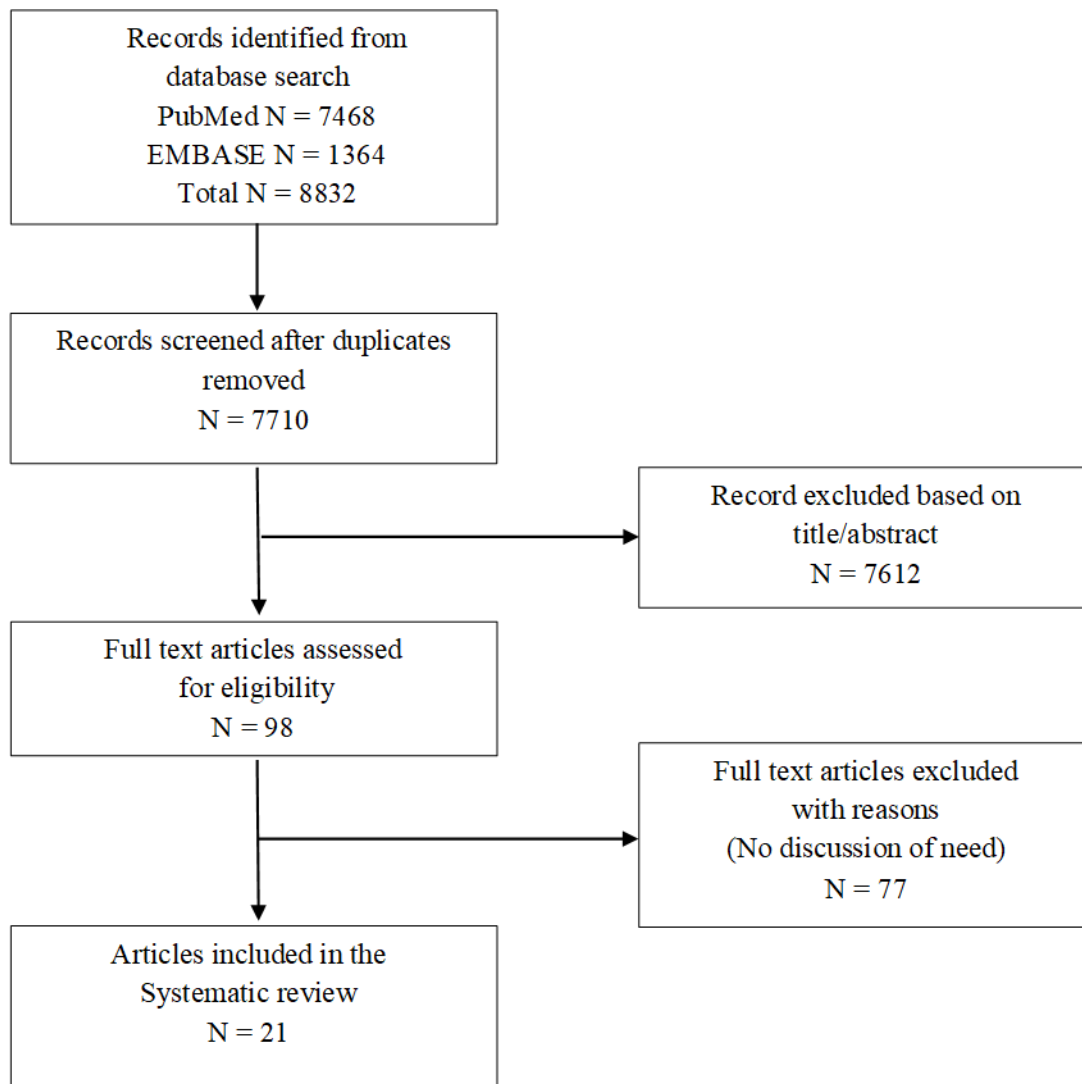 Records identified from
database search
PubMed N = 7468
EMBASE N = 1364
Total N = 8832
Records screened after duplicates
removed
N = 7710
Record excluded based on
title/abstract
N = 7612
Full text articles assessed
for eligibility
N = 98
Full text articles excluded
with reasons
(No discussion of need)
N = 77
Articles included in the
Systematic review
N = 21